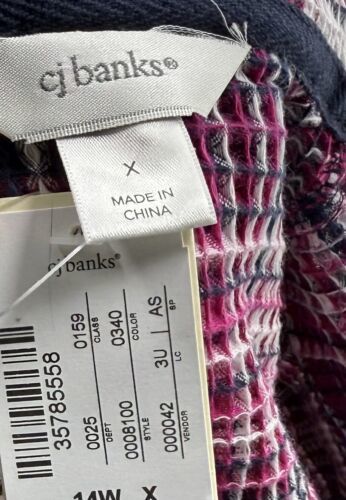 cj banks®
X
MADE IN
CHINA
cj banks®
35785558
0025 0159
DEPT CLASS
0008100 0340
STYLE COLOR
000042 3U AS
VENDOR LC SP
14W X